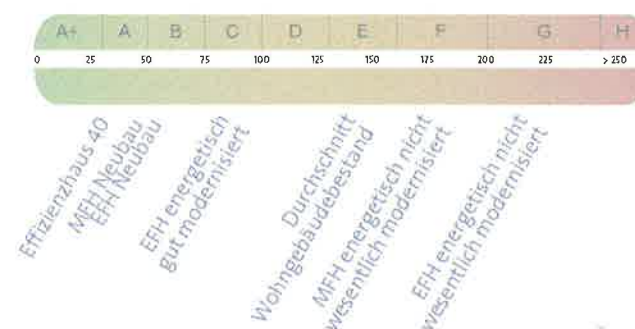 A+ A B C D E F G H
0 25 50 75 100 125 150 175 200 225 > 250
Effizienzhaus 40
MFH Neubau
EFH Neubau
EFH energetisch
gut modernisiert
Durchschnitt
Wohngebäudebestand
MFH energetisch nicht
wesentlich modernisiert
EFH energetisch nicht
wesentlich modernisiert